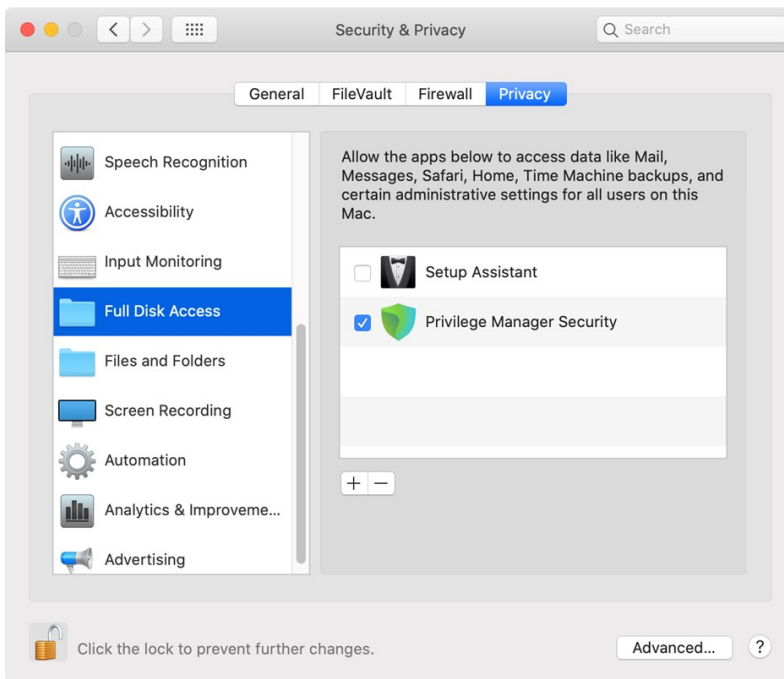 Security & Privacy
Search
General
FileVault
Firewall
Privacy
Speech Recognition
Accessibility
Input Monitoring
Full Disk Access
Files and Folders
Screen Recording
Automation
Analytics & Improveme...
Advertising
Allow the apps below to access data like Mail,
Messages, Safari, Home, Time Machine backups, and
certain administrative settings for all users on this
Mac.
Setup Assistant
Privilege Manager Security
+ −
Click the lock to prevent further changes.
Advanced...
?